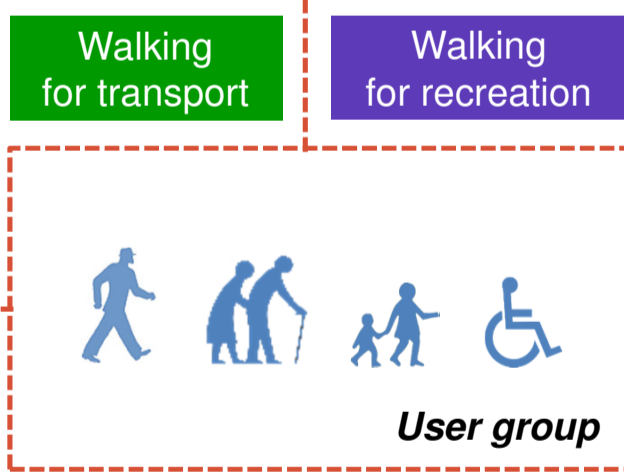 Walking
for transport
Walking
for recreation
User group